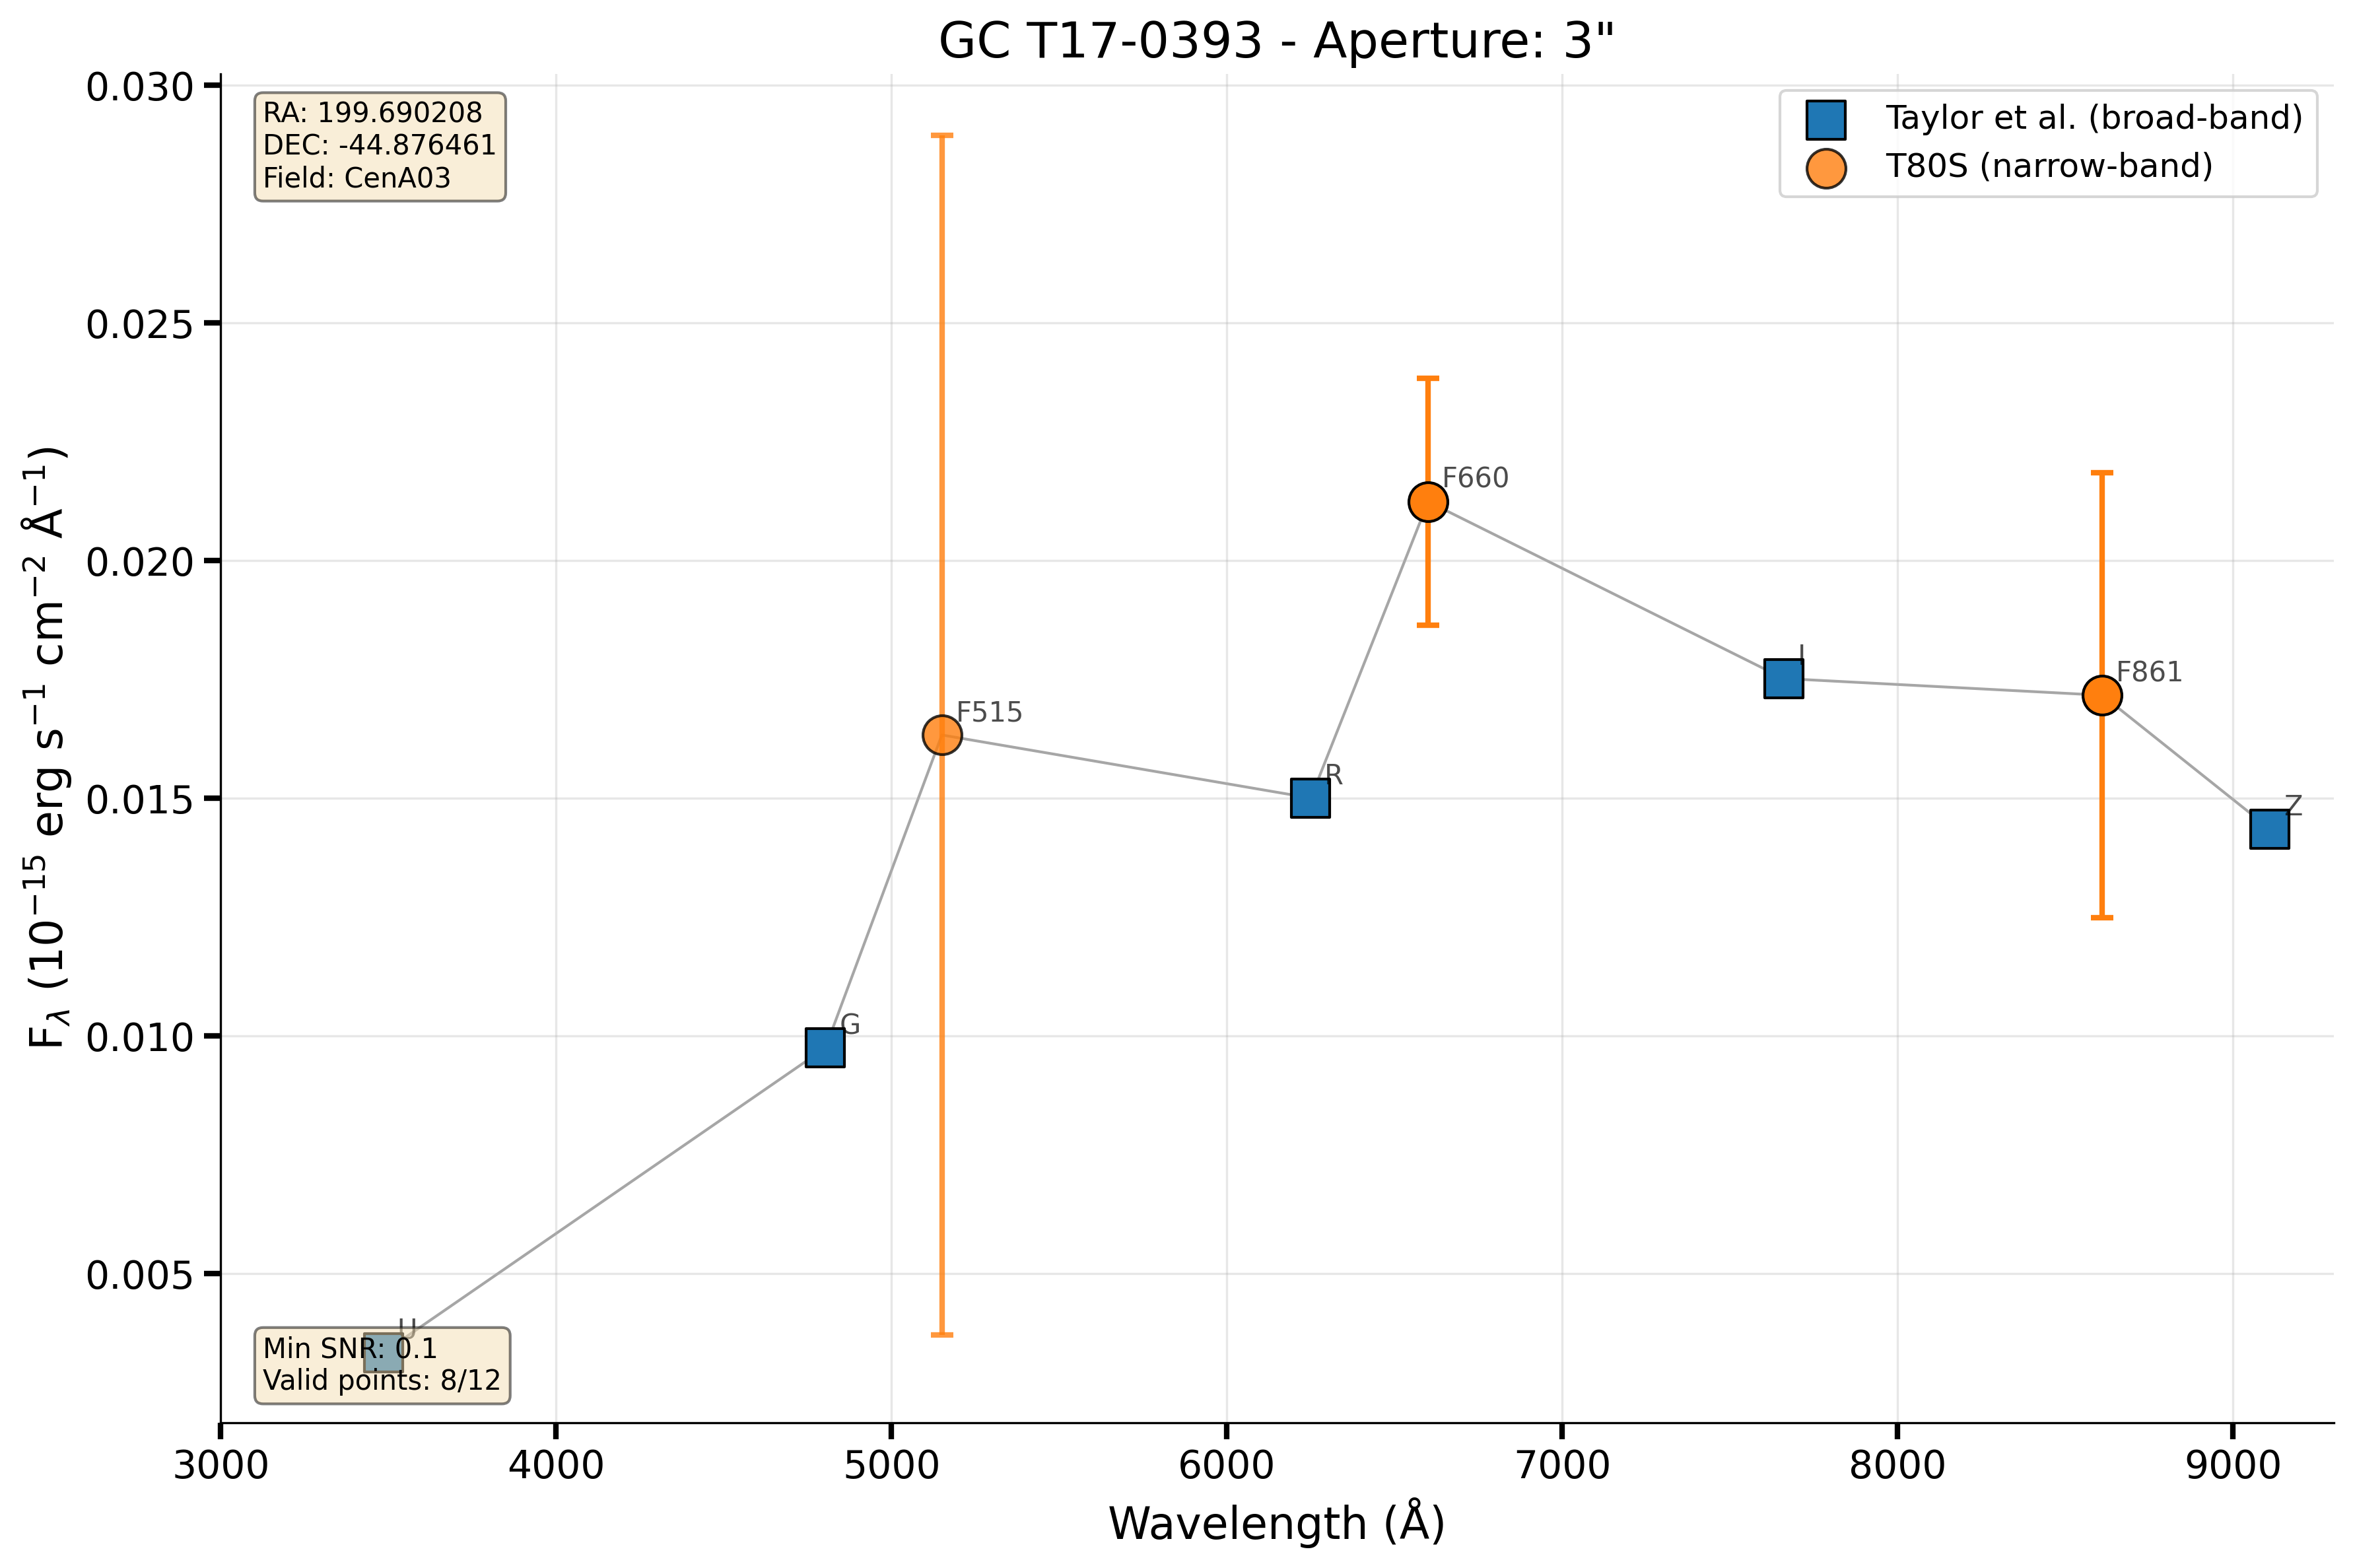 GC T17-0393 - Aperture: 3"
RA: 199.690208
DEC: -44.876461
Field: CenA03
Taylor et al. (broad-band)
T80S (narrow-band)
0.030
0.025
0.020
0.015
0.010
0.005
F_λ (10⁻¹⁵ erg s⁻¹ cm⁻² Å⁻¹)
F660
I
F861
F515
R
Z
G
U
Min SNR: 0.1
Valid points: 8/12
3000 4000 5000 6000 7000 8000 9000
Wavelength (Å)